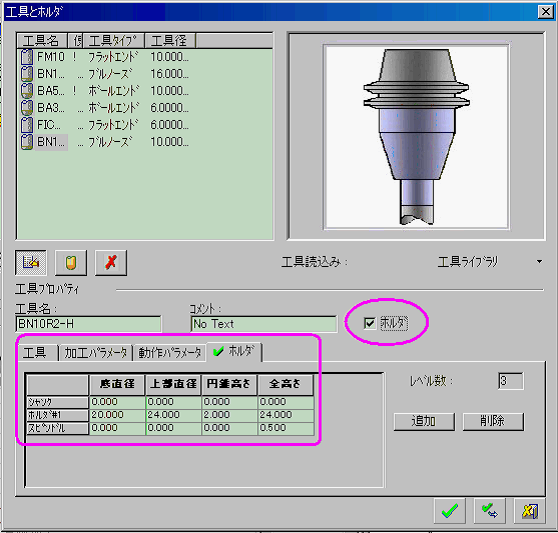 工具とﾎﾙﾀﾞ
工具名 使 工具ﾀｲﾌﾟ 工具径
FM10 ! ﾌﾗｯﾄｴﾝﾄﾞ 10.000...
BN1... ... ﾌﾞﾙﾉｰｽﾞ 16.000...
BA5... ! ﾎﾞｰﾙｴﾝﾄﾞ 10.000...
BA3... ... ﾎﾞｰﾙｴﾝﾄﾞ 6.0000...
FIC... ... ﾌﾗｯﾄｴﾝﾄﾞ 6.0000...
BN1... ... ﾌﾞﾙﾉｰｽﾞ 10.000...
工具読込み : 工具ﾗｲﾌﾞﾗﾘ
工具ﾌﾟﾛﾊﾟﾃｨ
工具名 : ｺﾒﾝﾄ :
BN10R2-H No Text ﾎﾙﾀﾞ
工具 加工ﾊﾟﾗﾒｰﾀ 動作ﾊﾟﾗﾒｰﾀ ﾎﾙﾀﾞ
底直径 上部直径 円錐高さ 全高さ
ｼｬﾝｸ 0.000 0.000 0.000 0.000
ﾎﾙﾀﾞ#1 20.000 24.000 2.000 24.000
ｽﾋﾟﾝﾄﾞﾙ 0.000 0.000 0.500
ﾚﾍﾞﾙ数 : 3
追加 削除